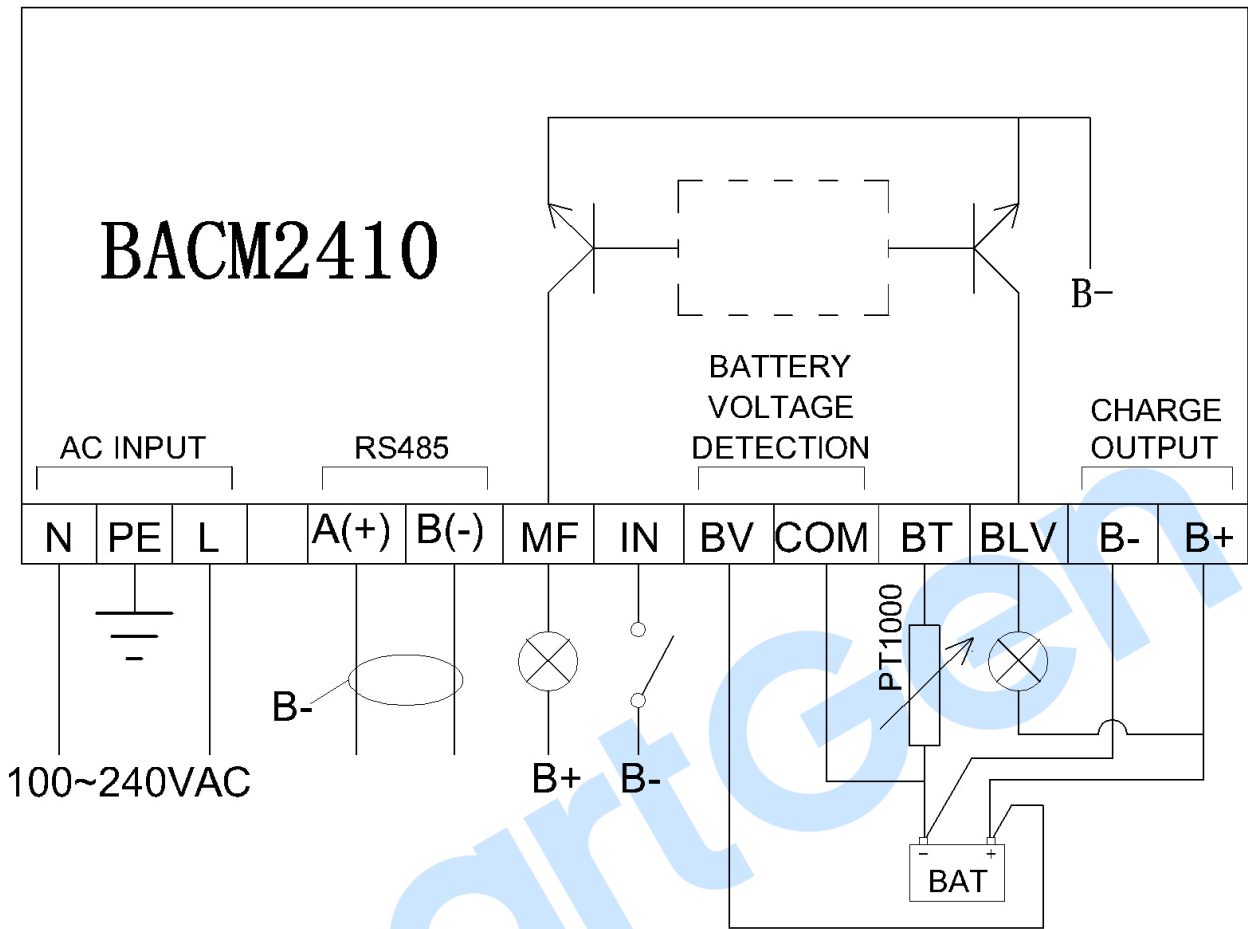 BACM2410
B-
BATTERY
VOLTAGE
DETECTION
CHARGE
OUTPUT
AC INPUT
RS485
N PE L A(+) B(-) MF IN BV COM BT BLV B- B+
PT1000
B-
100~240VAC
B+
B-
- +
BAT
artGen